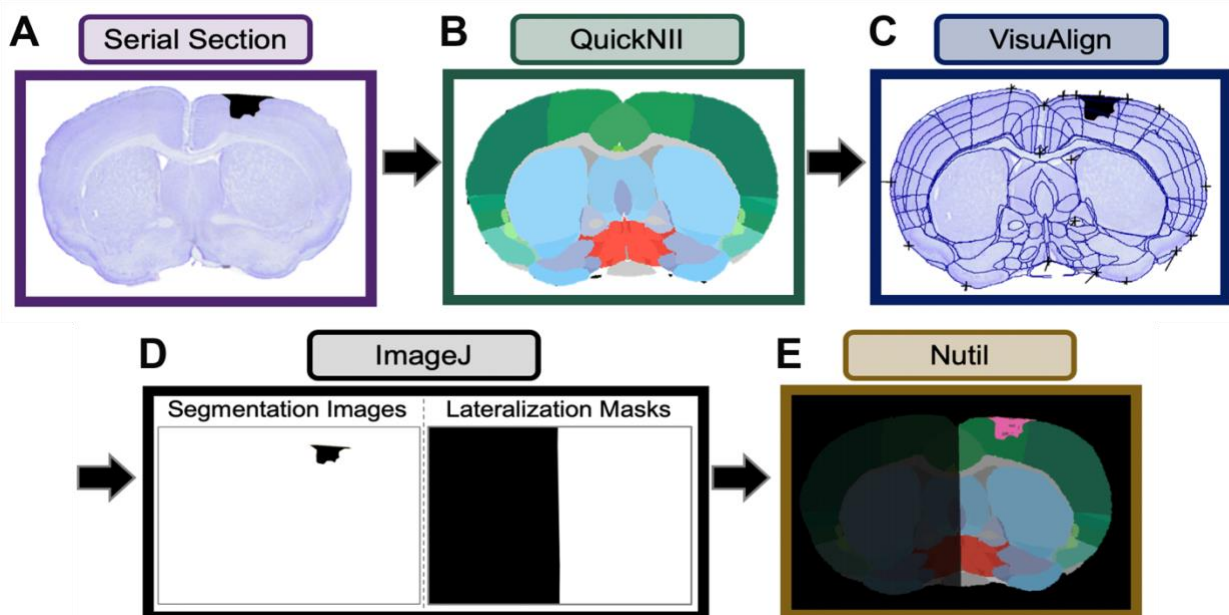 A
Serial Section
B
QuickNII
C
VisuAlign
D
ImageJ
Segmentation Images
Lateralization Masks
E
Nutil